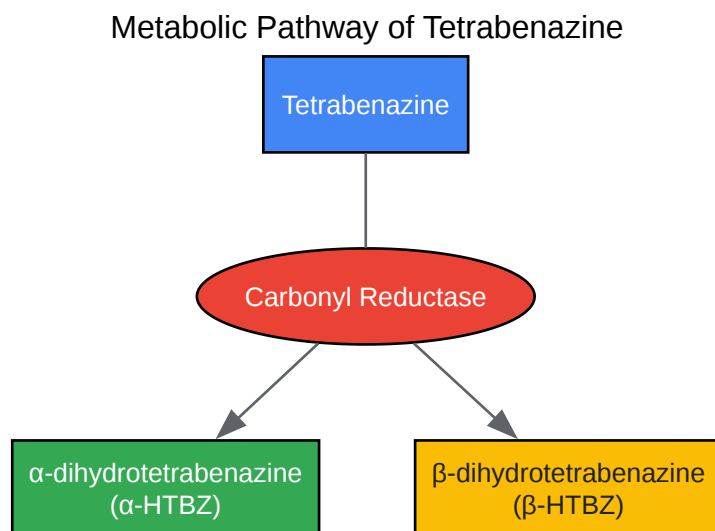 Metabolic Pathway of Tetrabenazine
Tetrabenazine
Carbonyl Reductase
α-dihydrotetrabenazine
(α-HTBZ)
β-dihydrotetrabenazine
(β-HTBZ)